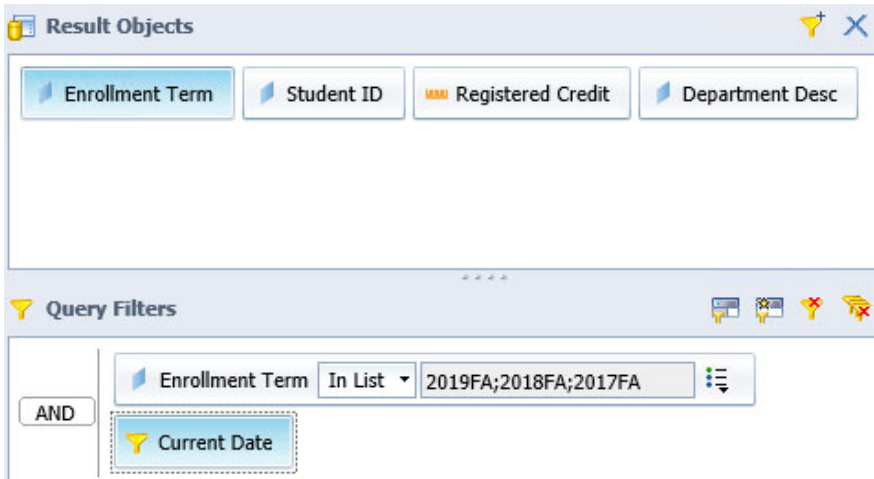 Result Objects
Enrollment Term Student ID Registered Credit Department Desc
Query Filters
Enrollment Term In List 2019FA;2018FA;2017FA
AND
Current Date